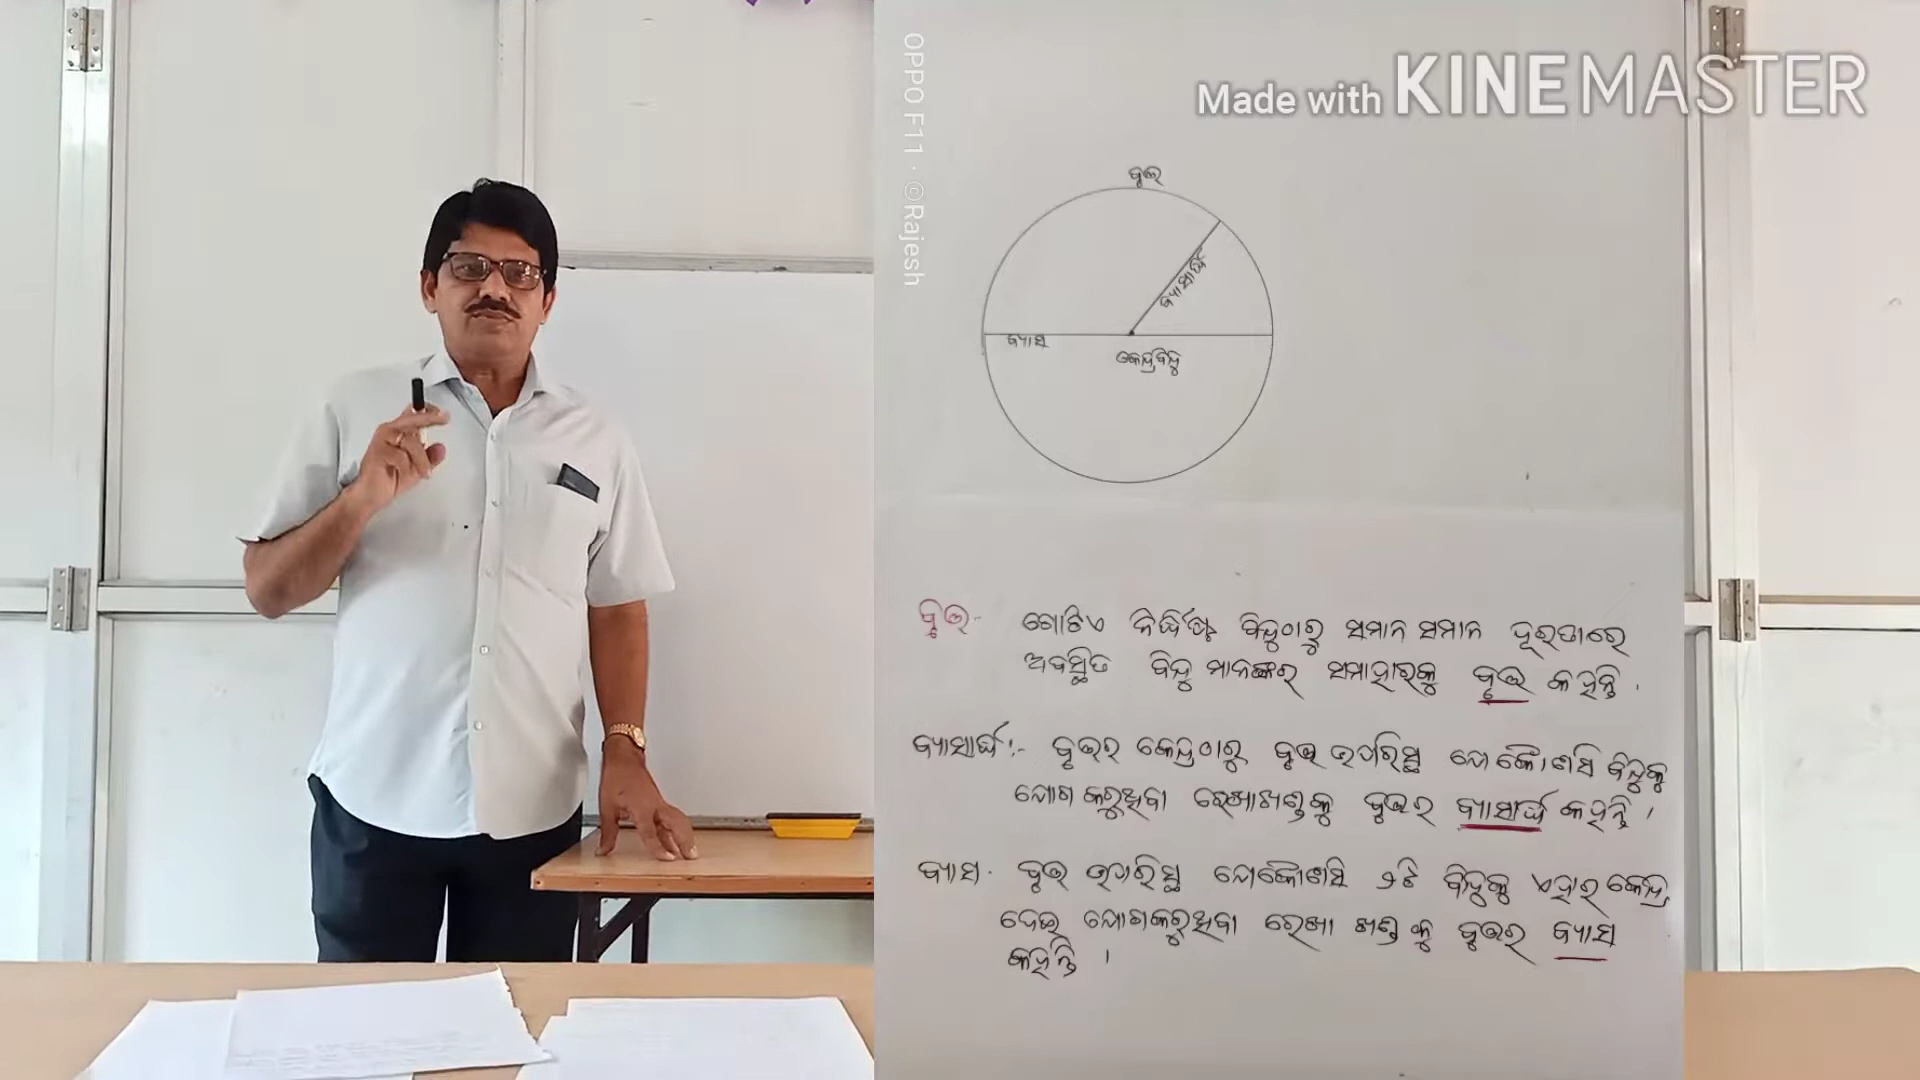 Made with KINEMASTER
OPPO F11 · @Rajesh
ବୃତ୍ତ
ବ୍ୟାସାର୍ଦ୍ଧ
ବ୍ୟାସ
କେନ୍ଦ୍ରବିନ୍ଦୁ
ବୃତ୍ତ- ଗୋଟିଏ ନିର୍ଦ୍ଦିଷ୍ଟ ବିନ୍ଦୁଠାରୁ ସମାନ ସମାନ ଦୂରତାରେ
ଅବସ୍ଥିତ ବିନ୍ଦୁ ମାନଙ୍କର ସମାହାରକୁ ବୃତ୍ତ କହନ୍ତି ।
ବ୍ୟାସାର୍ଦ୍ଧ :- ବୃତ୍ତର କେନ୍ଦ୍ରଠାରୁ ବୃତ୍ତ ଉପରିସ୍ଥ ଯେକୌଣସି ବିନ୍ଦୁକୁ
ଯୋଗ କରୁଥିବା ରେଖାଖଣ୍ଡକୁ ବୃତ୍ତର ବ୍ୟାସାର୍ଦ୍ଧ କହନ୍ତି ।
ବ୍ୟାସ - ବୃତ୍ତ ଉପରିସ୍ଥ ଯେକୌଣସି ୨ଟି ବିନ୍ଦୁକୁ ଏହାର କେନ୍ଦ୍ର
ଦେଇ ଯୋଗକରୁଥିବା ରେଖା ଖଣ୍ଡ କୁ ବୃତ୍ତର ବ୍ୟାସ
କହନ୍ତି ।